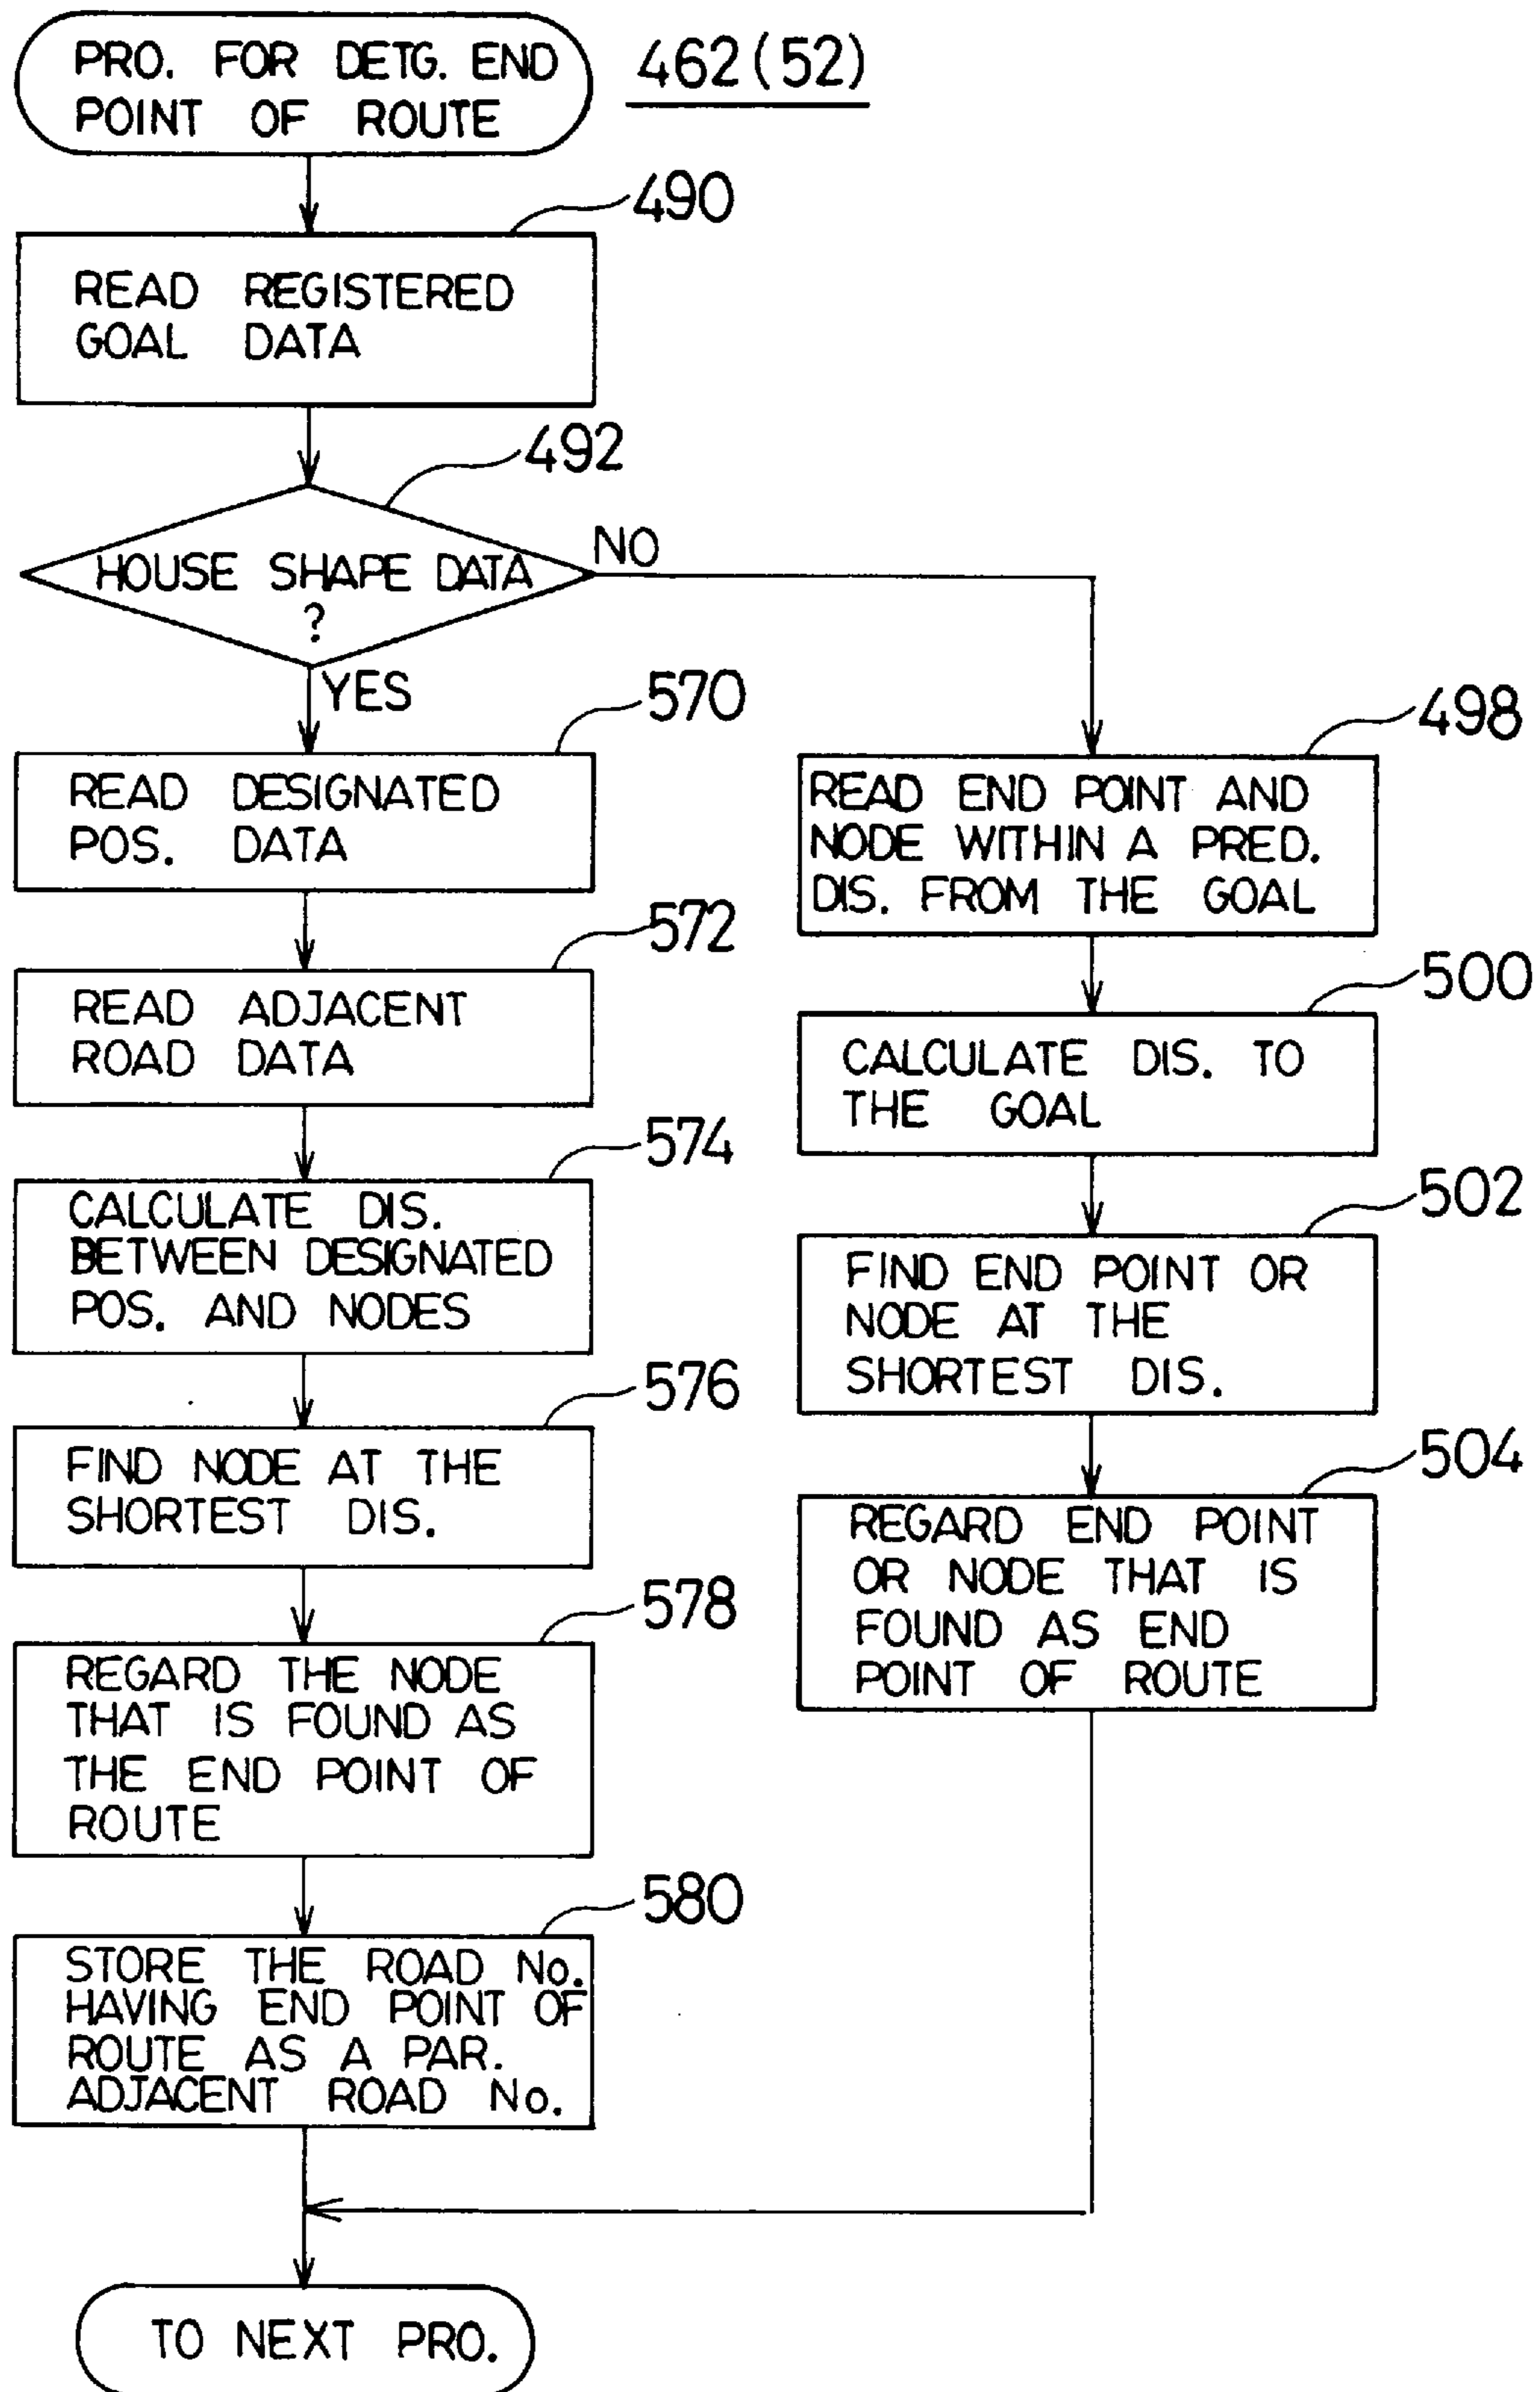 PRO. FOR DETG. END
POINT OF ROUTE
462(52)
490
READ REGISTERED
GOAL DATA
492
HOUSE SHAPE DATA
?
NO
YES
570
READ DESIGNATED
POS. DATA
572
READ ADJACENT
ROAD DATA
574
CALCULATE DIS.
BETWEEN DESIGNATED
POS. AND NODES
576
FIND NODE AT THE
SHORTEST DIS.
578
REGARD THE NODE
THAT IS FOUND AS
THE END POINT OF
ROUTE
580
STORE THE ROAD No.
HAVING END POINT OF
ROUTE AS A PAR.
ADJACENT ROAD No.
498
READ END POINT AND
NODE WITHIN A PRED.
DIS. FROM THE GOAL
500
CALCULATE DIS. TO
THE GOAL
502
FIND END POINT OR
NODE AT THE
SHORTEST DIS.
504
REGARD END POINT
OR NODE THAT IS
FOUND AS END
POINT OF ROUTE
TO NEXT PRO.